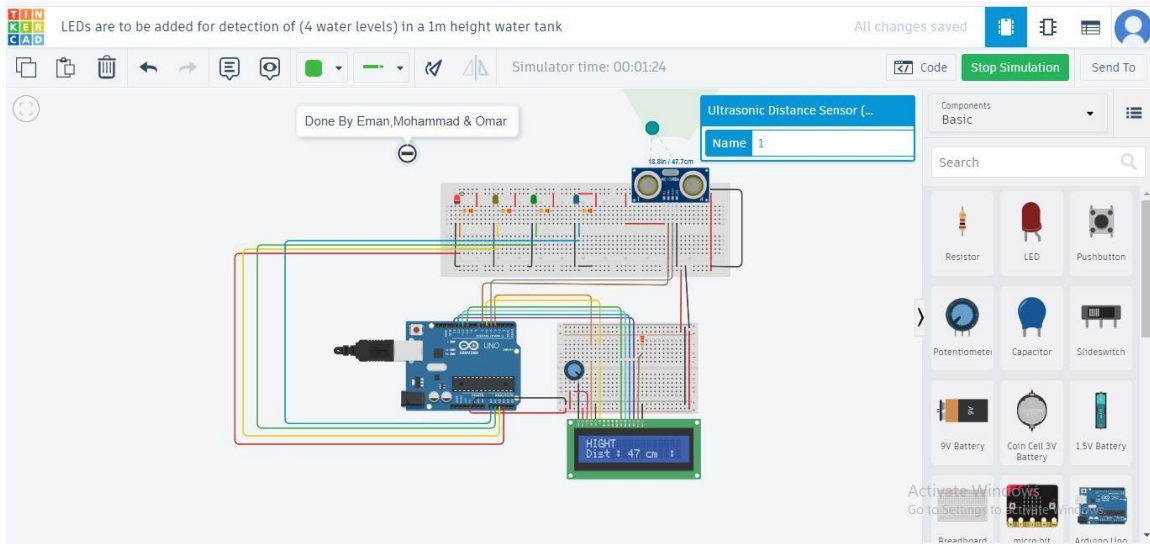 TIN
KER
CAD
LEDs are to be added for detection of (4 water levels) in a 1m height water tank
All changes saved
Simulator time: 00:01:24
Code
Stop Simulation
Send To
Done By Eman,Mohammad & Omar
Ultrasonic Distance Sensor (...
Name 1
18.8in / 47.7cm
Components
Basic
Search
Resistor
LED
Pushbutton
UNO
Potentiometer
Capacitor
Slideswitch
HIGHT
Dist : 47 cm :
9V
9V Battery
Coin Cell 3V
Battery
1.5V Battery
Activate Windows
Go to Settings to activate Windows.
Breadboard
micro:bit
Arduino Uno